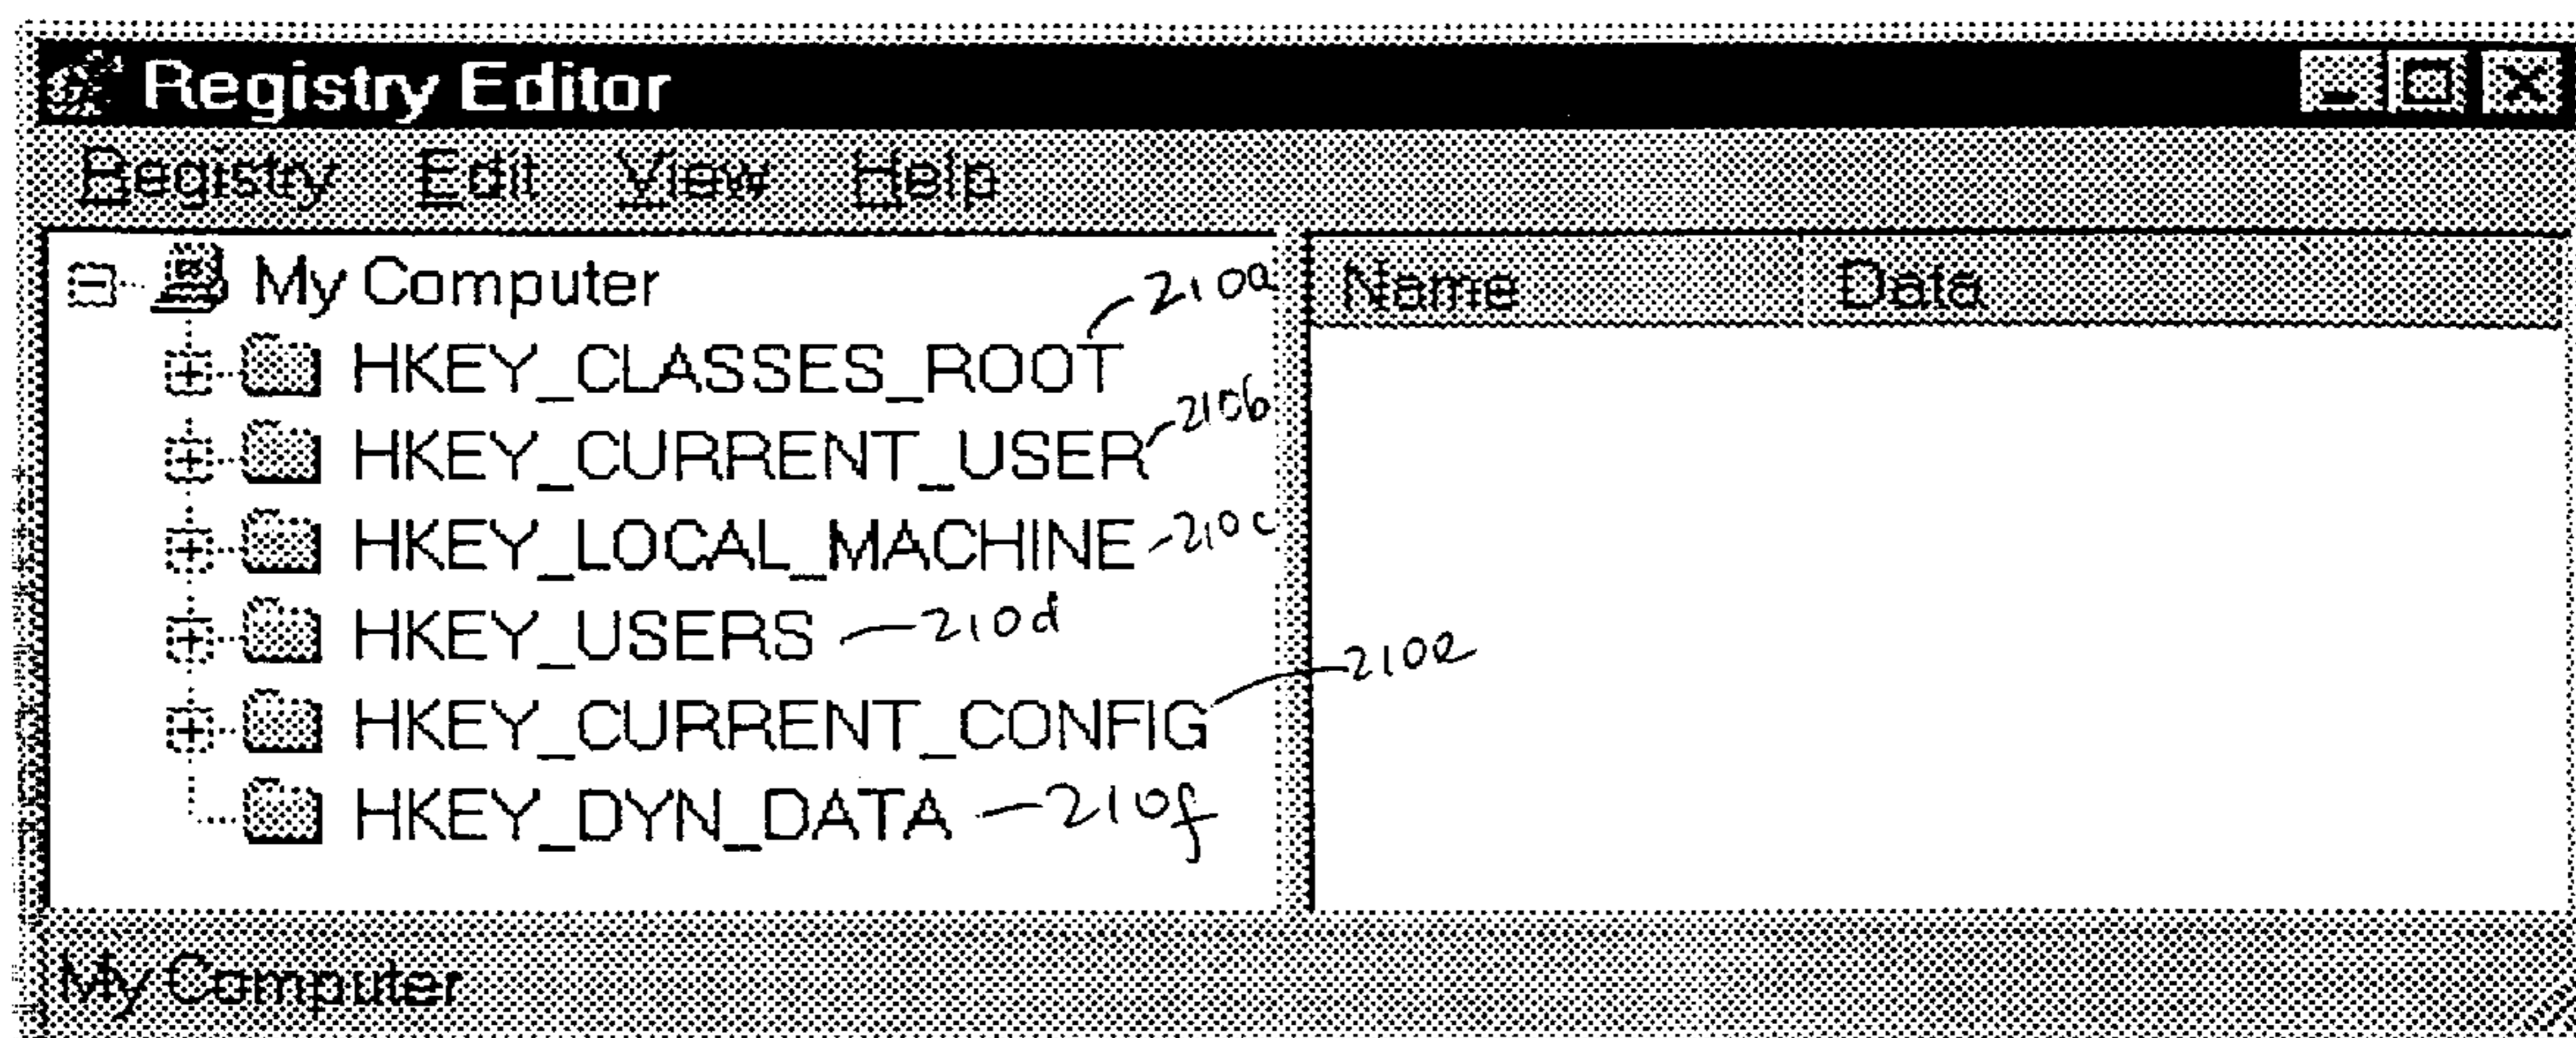 Registry Editor
Registry Edit View Help
My Computer
HKEY_CLASSES_ROOT 210a
HKEY_CURRENT_USER 210b
HKEY_LOCAL_MACHINE 210c
HKEY_USERS 210d
HKEY_CURRENT_CONFIG 210e
HKEY_DYN_DATA 210f
Name Data
My Computer